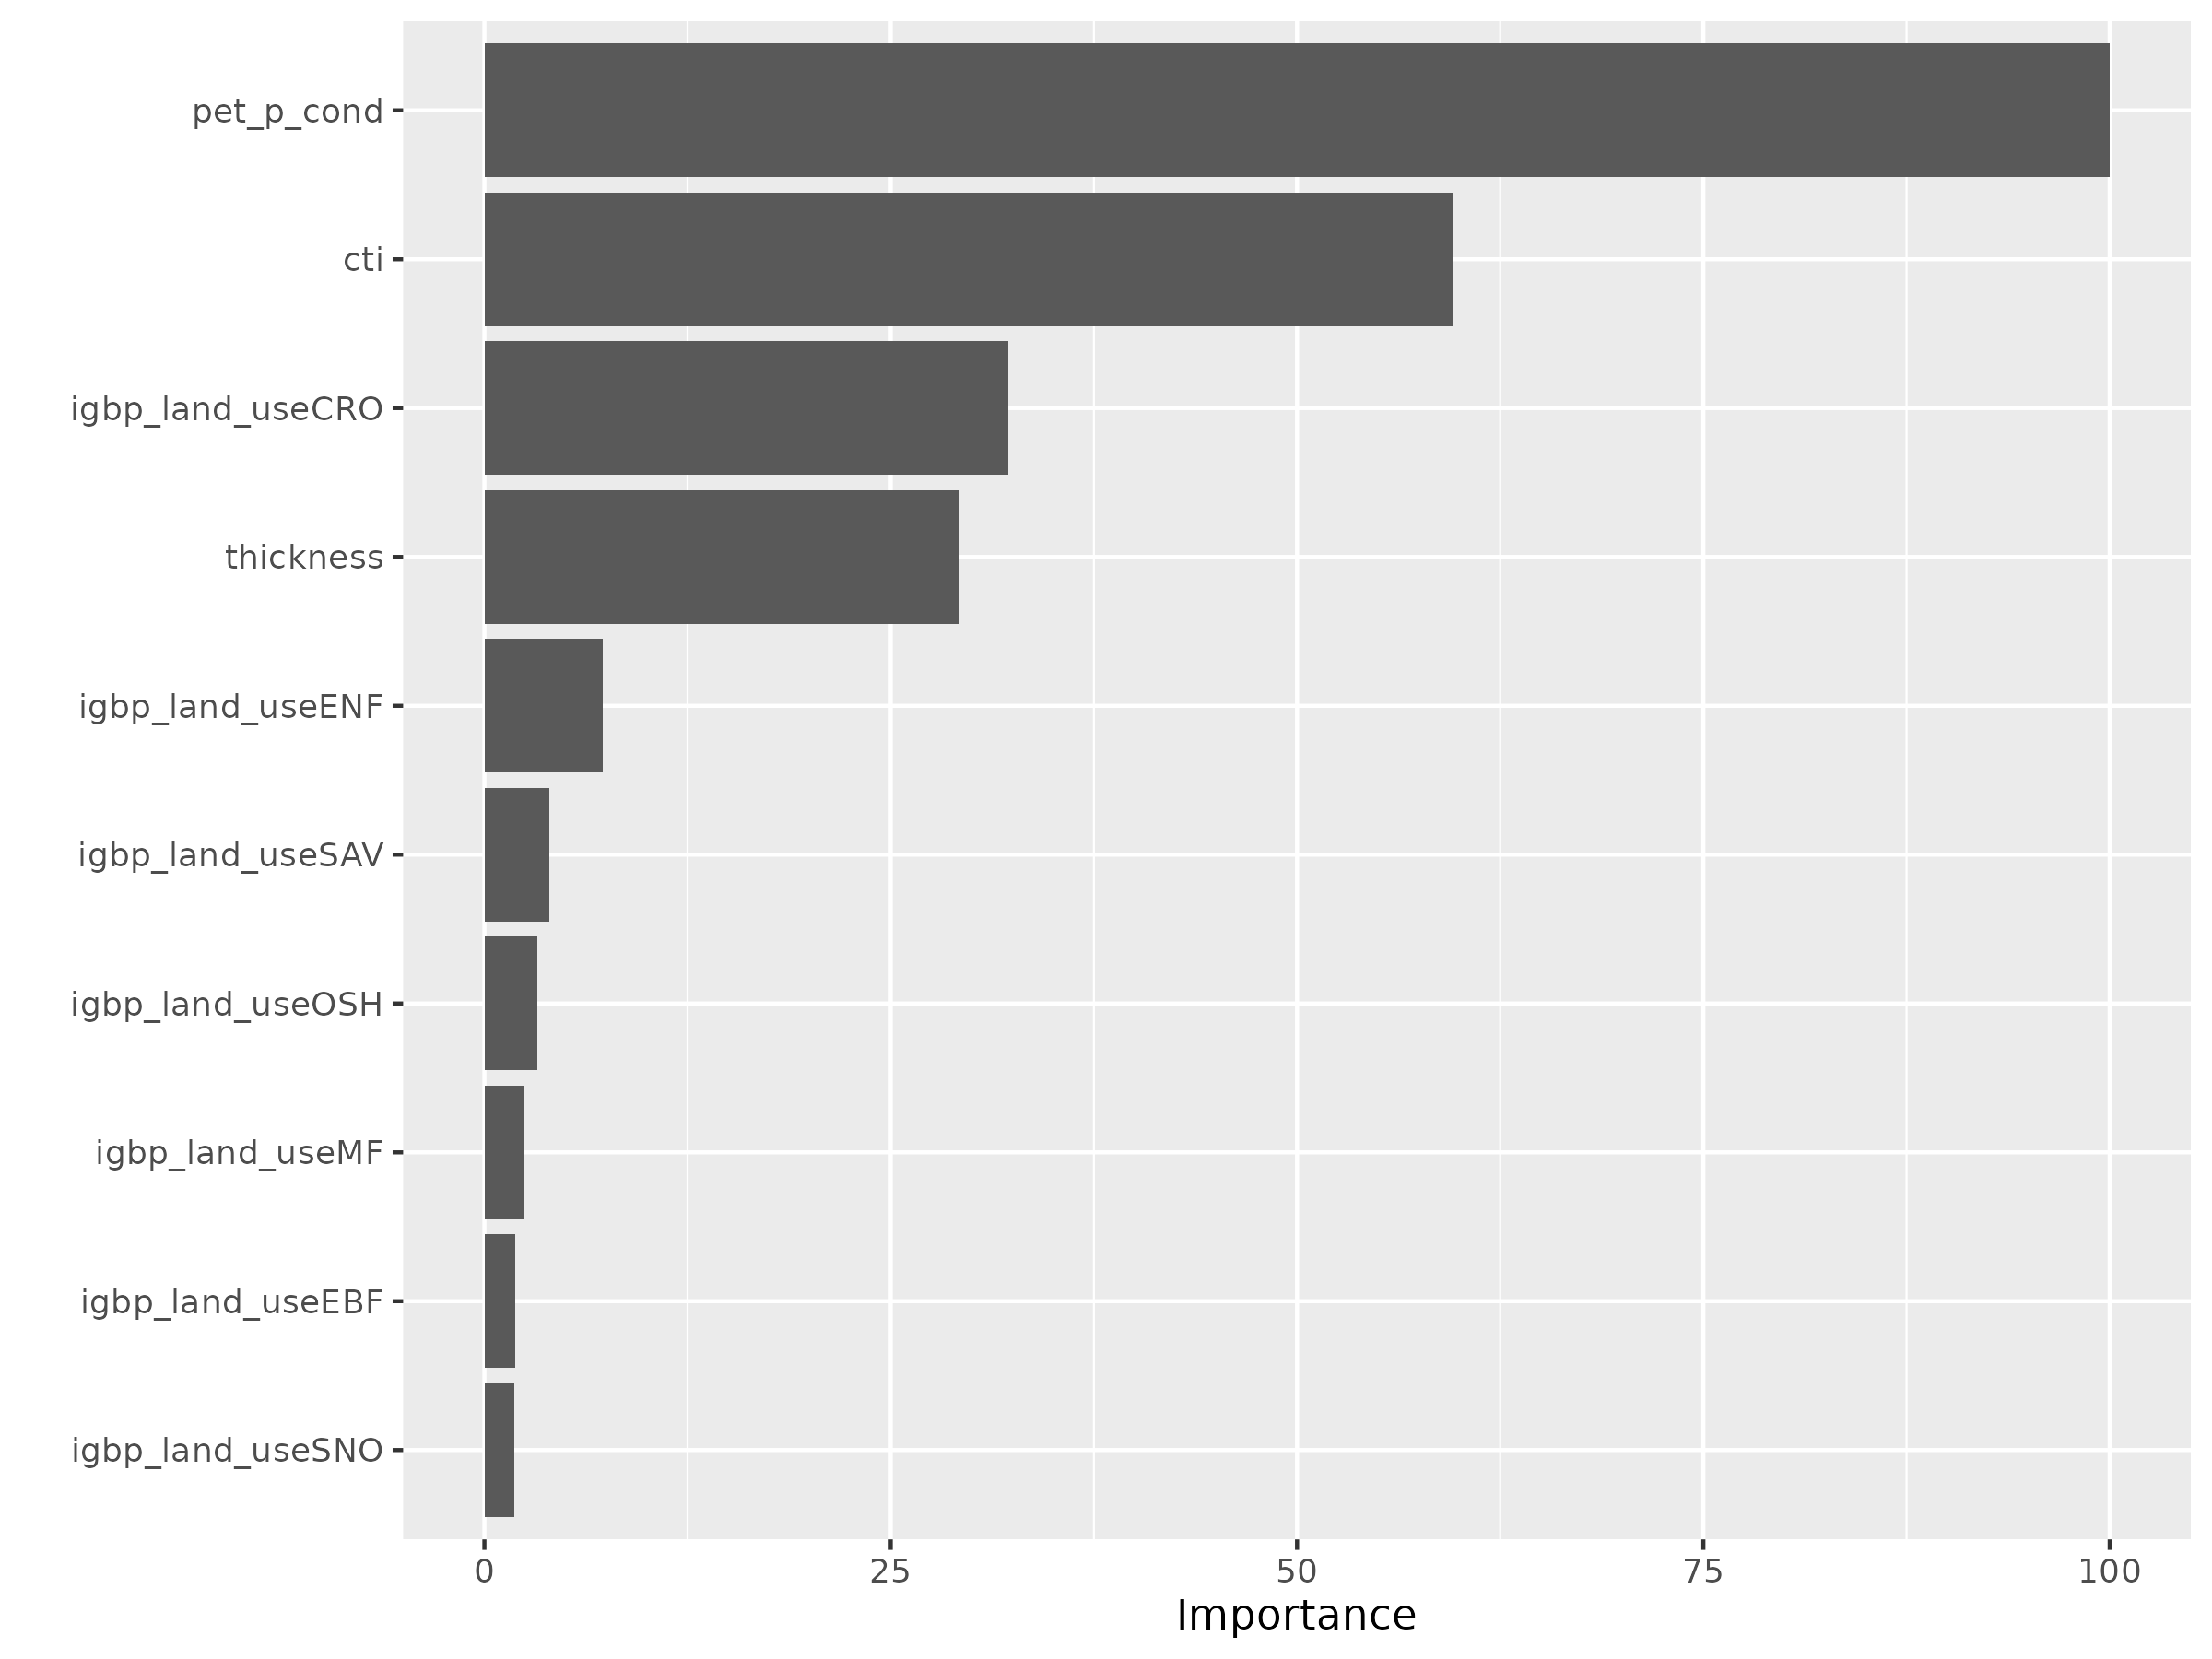 pet_p_cond
cti
igbp_land_useCRO
thickness
igbp_land_useENF
igbp_land_useSAV
igbp_land_useOSH
igbp_land_useMF
igbp_land_useEBF
igbp_land_useSNO
0 25 50 75 100
Importance